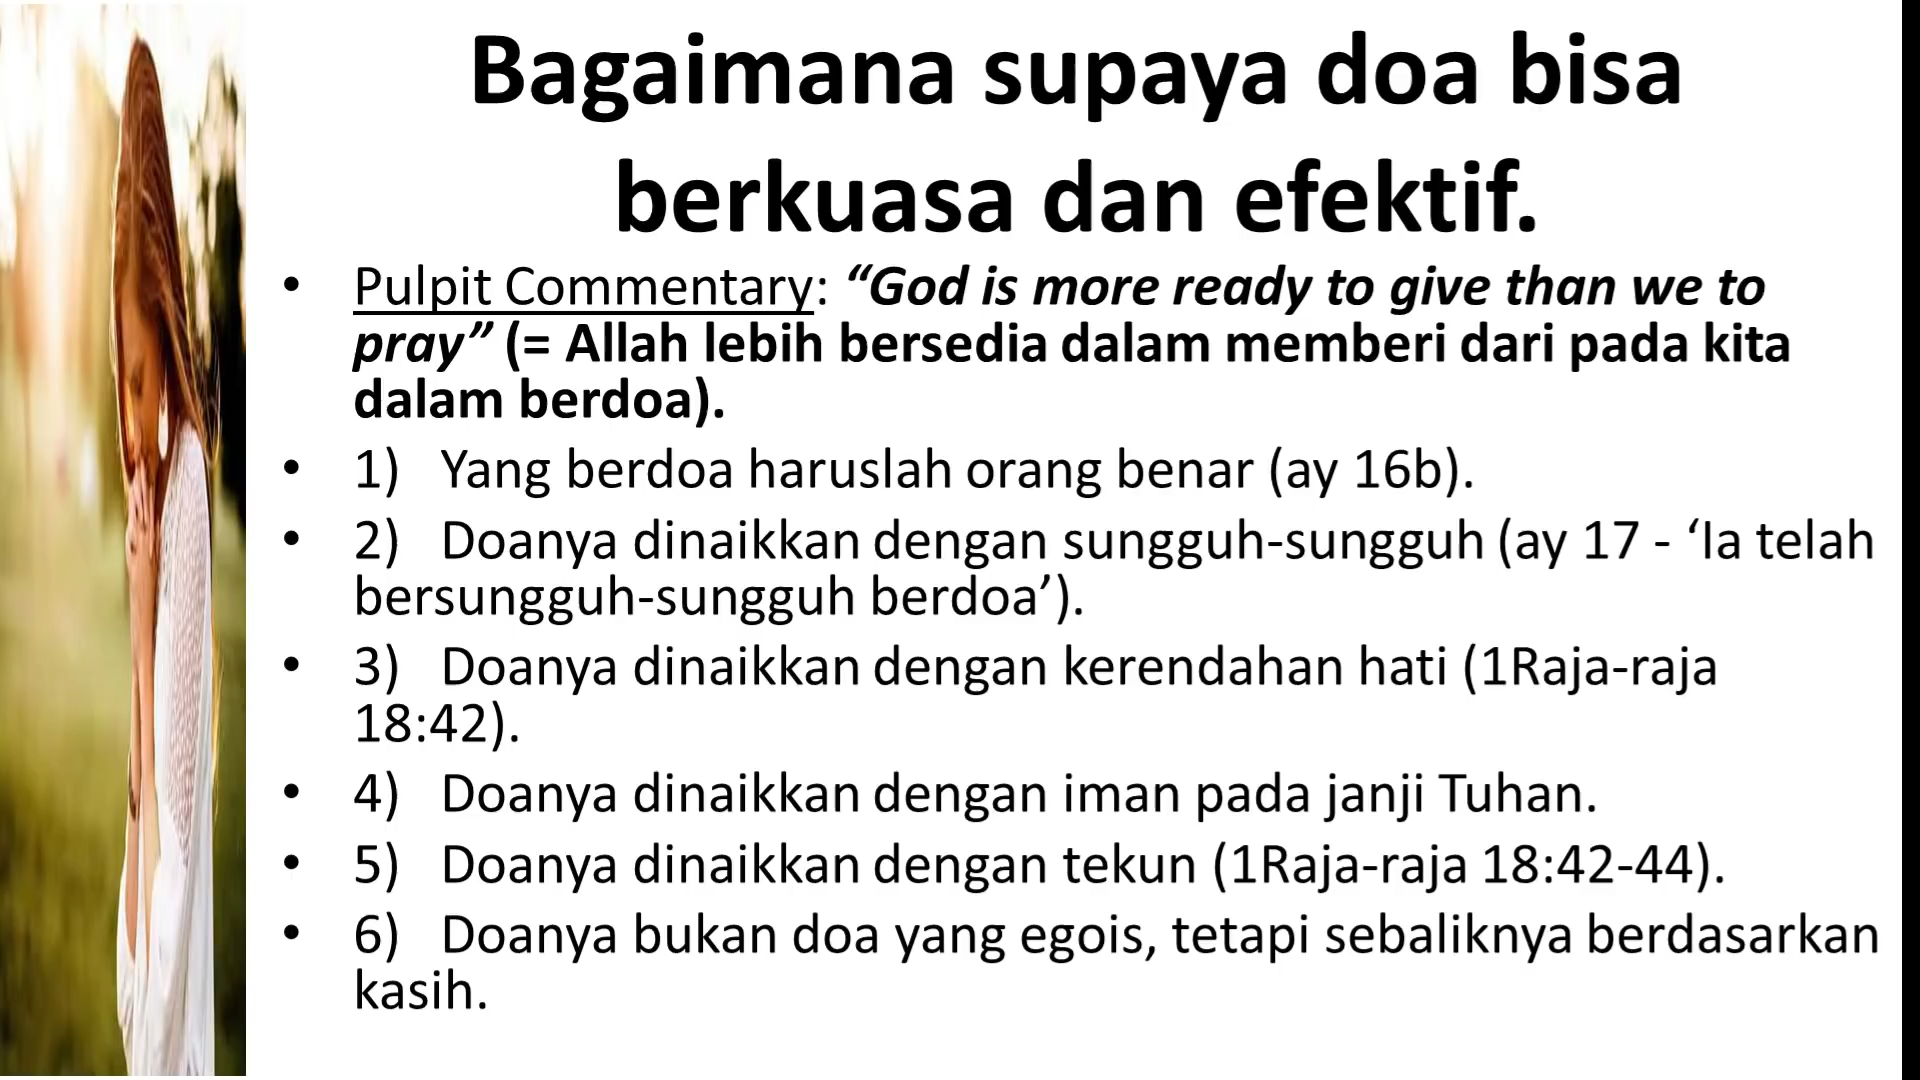 Bagaimana supaya doa bisa
berkuasa dan efektif.
• Pulpit Commentary: “God is more ready to give than we to
pray” (= Allah lebih bersedia dalam memberi dari pada kita
dalam berdoa).
• 1) Yang berdoa haruslah orang benar (ay 16b).
• 2) Doanya dinaikkan dengan sungguh-sungguh (ay 17 - ‘Ia telah
bersungguh-sungguh berdoa’).
• 3) Doanya dinaikkan dengan kerendahan hati (1Raja-raja
18:42).
• 4) Doanya dinaikkan dengan iman pada janji Tuhan.
• 5) Doanya dinaikkan dengan tekun (1Raja-raja 18:42-44).
• 6) Doanya bukan doa yang egois, tetapi sebaliknya berdasarkan
kasih.